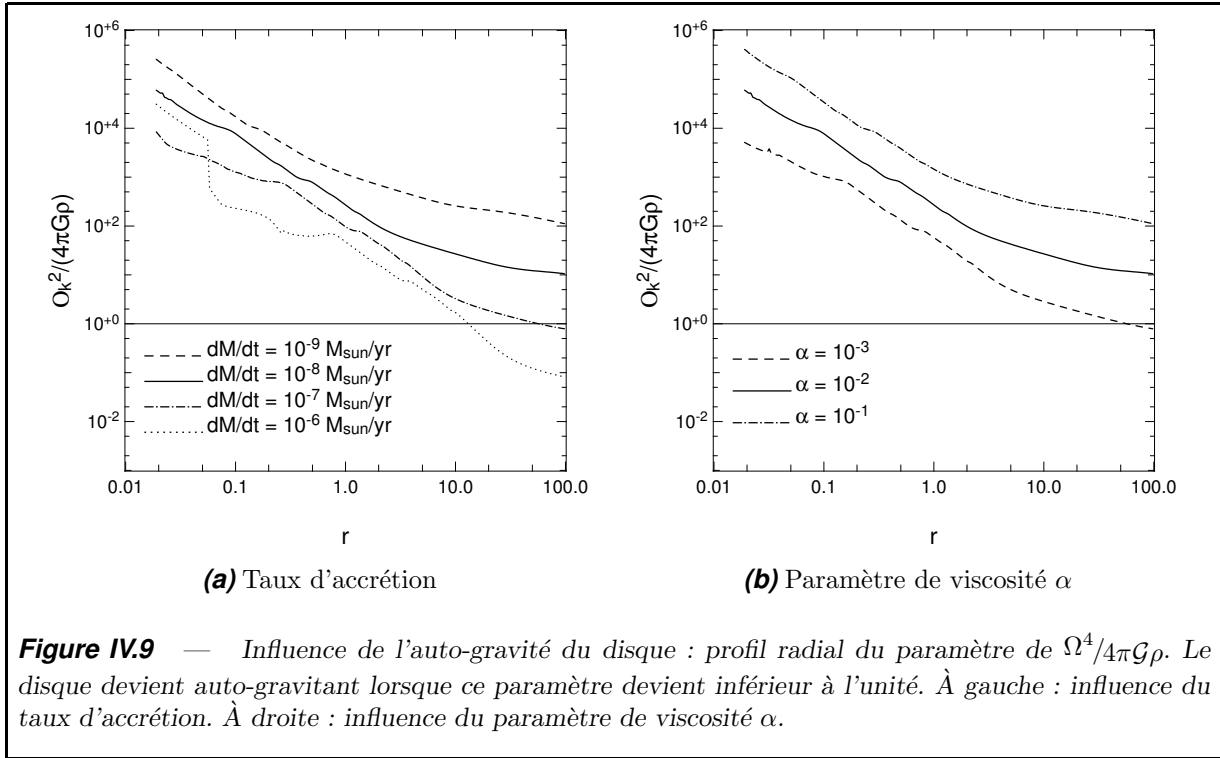 10+6
10+4
10+2
10+0
10-2
Ok2/(4πGρ)
dM/dt = 10-9 Msun/yr
dM/dt = 10-8 Msun/yr
dM/dt = 10-7 Msun/yr
dM/dt = 10-6 Msun/yr
0.01 0.1 1.0 10.0 100.0
r
(a) Taux d'accrétion
10+6
10+4
10+2
10+0
10-2
Ok2/(4πGρ)
α = 10-3
α = 10-2
α = 10-1
0.01 0.1 1.0 10.0 100.0
r
(b) Paramètre de viscosité α
Figure IV.9 — Influence de l'auto-gravité du disque : profil radial du paramètre de Ω4/4πGρ. Le
disque devient auto-gravitant lorsque ce paramètre devient inférieur à l'unité. À gauche : influence du
taux d'accrétion. À droite : influence du paramètre de viscosité α.